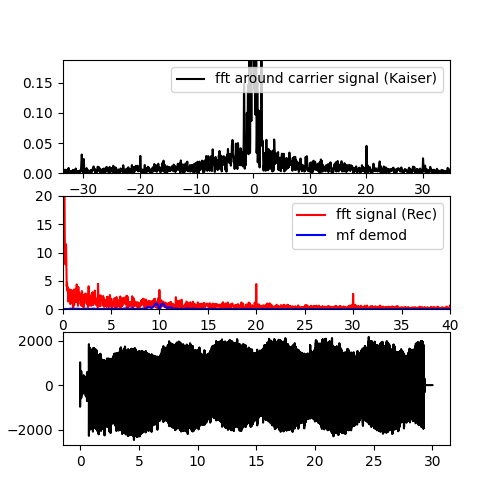 fft around carrier signal (Kaiser)
0.15
0.10
0.05
0.00
−30 −20 −10 0 10 20 30
fft signal (Rec)
mf demod
20
15
10
5
0
0 5 10 15 20 25 30 35 40
2000
0
−2000
0 5 10 15 20 25 30